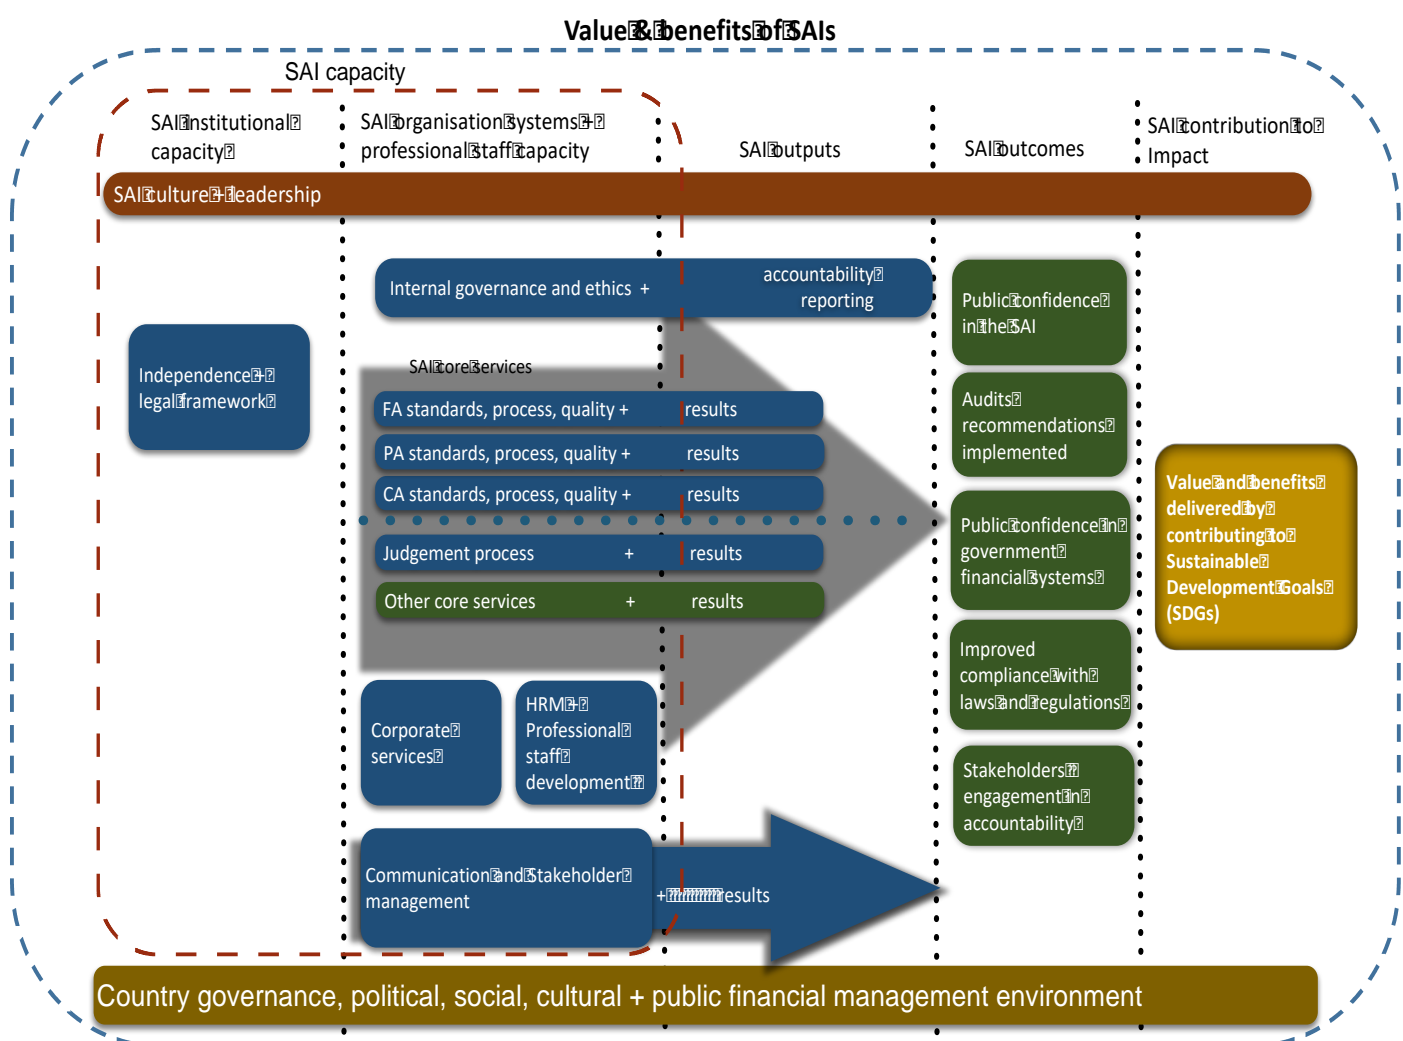 Value & benefits of SAIs
SAI capacity
SAI institutional
capacity
SAI organisation systems +
professional staff capacity
SAI outputs
SAI outcomes
SAI contribution to
Impact
SAI culture + leadership
Internal governance and ethics +
accountability
reporting
Independence +
legal framework
SAI core services
FA standards, process, quality + results
PA standards, process, quality + results
CA standards, process, quality + results
Judgement process + results
Other core services + results
Corporate
services
HRM +
Professional
staff
development
Communication and Stakeholder
management
+ results
Public confidence
in the SAI
Audits
recommendations
implemented
Public confidence in
government
financial systems
Improved
compliance with
laws and regulations
Stakeholders
engagement in
accountability
Value and benefits
delivered by
contributing to
Sustainable
Development Goals
(SDGs)
Country governance, political, social, cultural + public financial management environment